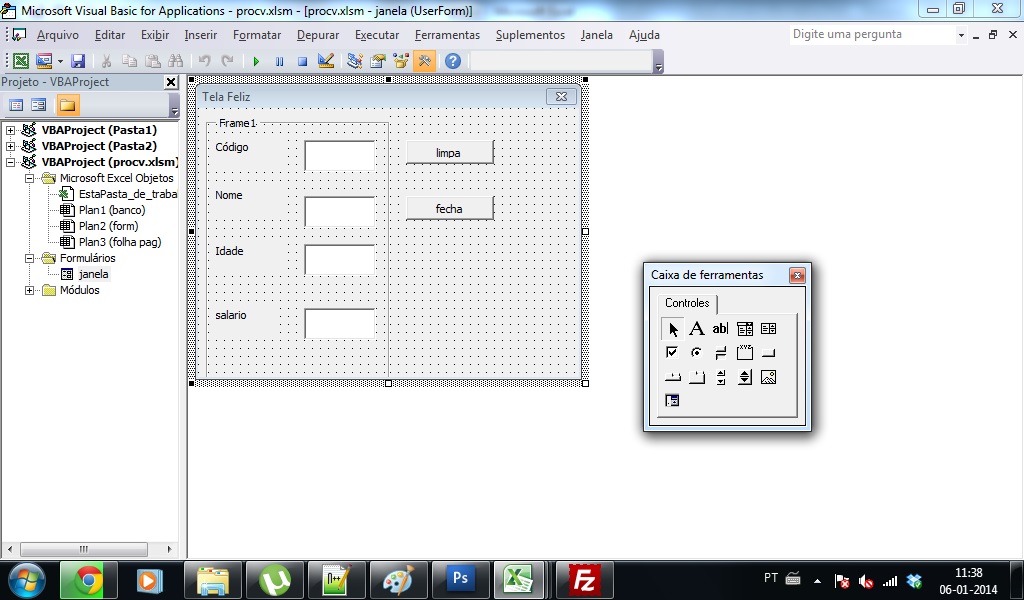 Microsoft Visual Basic for Applications - procv.xlsm - [procv.xlsm - janela (UserForm)]
Arquivo Editar Exibir Inserir Formatar Depurar Executar Ferramentas Suplementos Janela Ajuda
Digite uma pergunta
Projeto - VBAProject
VBAProject (Pasta1)
VBAProject (Pasta2)
VBAProject (procv.xlsm)
Microsoft Excel Objetos
EstaPasta_de_traba
Plan1 (banco)
Plan2 (form)
Plan3 (folha pag)
Formulários
janela
Módulos
Tela Feliz
Frame1
Código
limpa
Nome
fecha
Idade
salario
Caixa de ferramentas
Controles
A ab
XYZ
n++
Ps
Fz
PT
11:38
06-01-2014